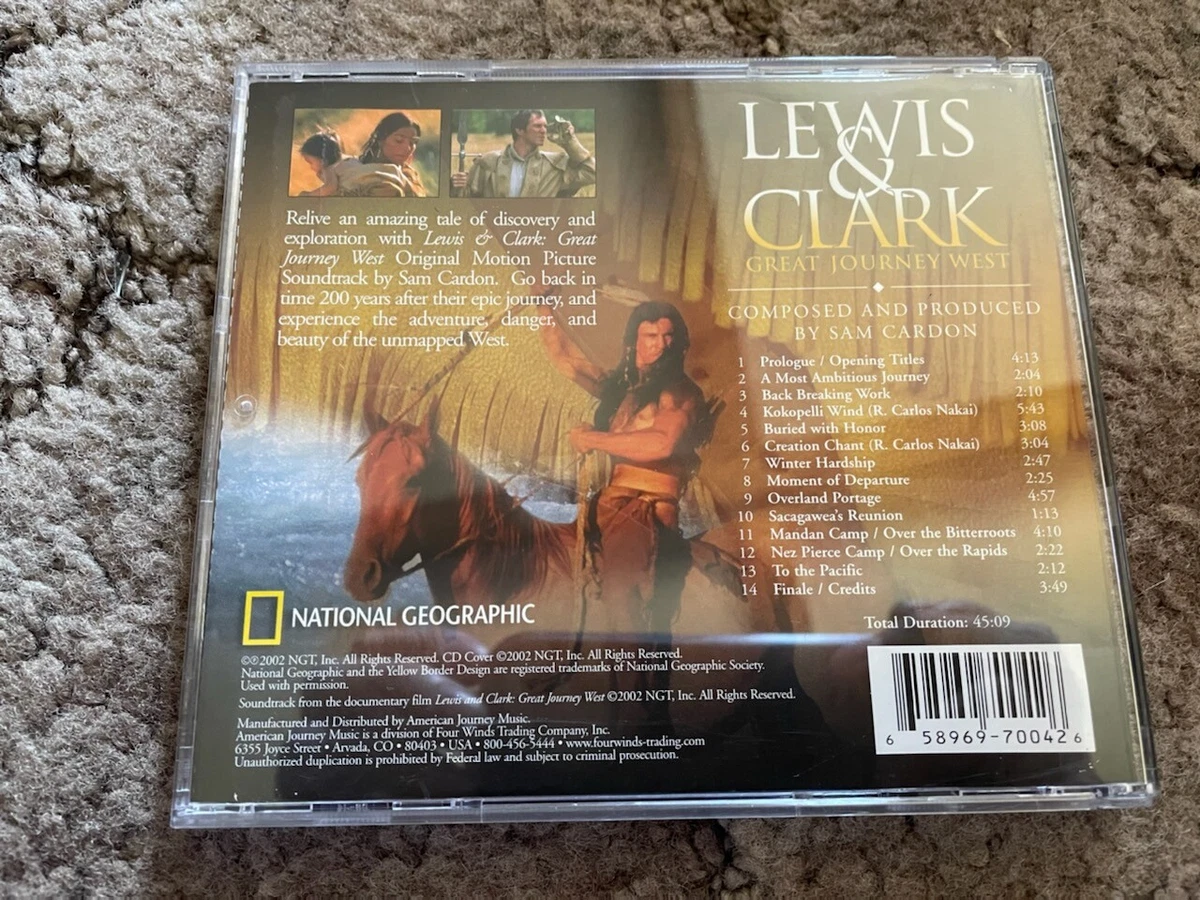 Relive an amazing tale of discovery and
exploration with Lewis & Clark: Great
Journey West Original Motion Picture
Soundtrack by Sam Cardon. Go back in
time 200 years after their epic journey, and
experience the adventure, danger, and
beauty of the unmapped West.
LEWIS
&
CLARK
GREAT JOURNEY WEST
COMPOSED AND PRODUCED
BY SAM CARDON
1 Prologue / Opening Titles 4:13
2 A Most Ambitious Journey 2:04
3 Back Breaking Work 2:10
4 Kokopelli Wind (R. Carlos Nakai) 5:43
5 Buried with Honor 3:08
6 Creation Chant (R. Carlos Nakai) 3:04
7 Winter Hardship 2:47
8 Moment of Departure 2:25
9 Overland Portage 4:57
10 Sacagawea's Reunion 1:13
11 Mandan Camp / Over the Bitterroots 4:10
12 Nez Pierce Camp / Over the Rapids 2:22
13 To the Pacific 2:12
14 Finale / Credits 3:49
Total Duration: 45:09
NATIONAL GEOGRAPHIC
©℗2002 NGT, Inc. All Rights Reserved. CD Cover ©2002 NGT, Inc. All Rights Reserved.
National Geographic and the Yellow Border Design are registered trademarks of National Geographic Society.
Used with permission.
Soundtrack from the documentary film Lewis and Clark: Great Journey West ©2002 NGT, Inc. All Rights Reserved.
Manufactured and Distributed by American Journey Music.
American Journey Music is a division of Four Winds Trading Company, Inc.
6355 Joyce Street • Arvada, CO • 80403 • USA • 800-456-5444 • www.fourwinds-trading.com
Unauthorized duplication is prohibited by Federal law and subject to criminal prosecution.
6 58969-70042 6